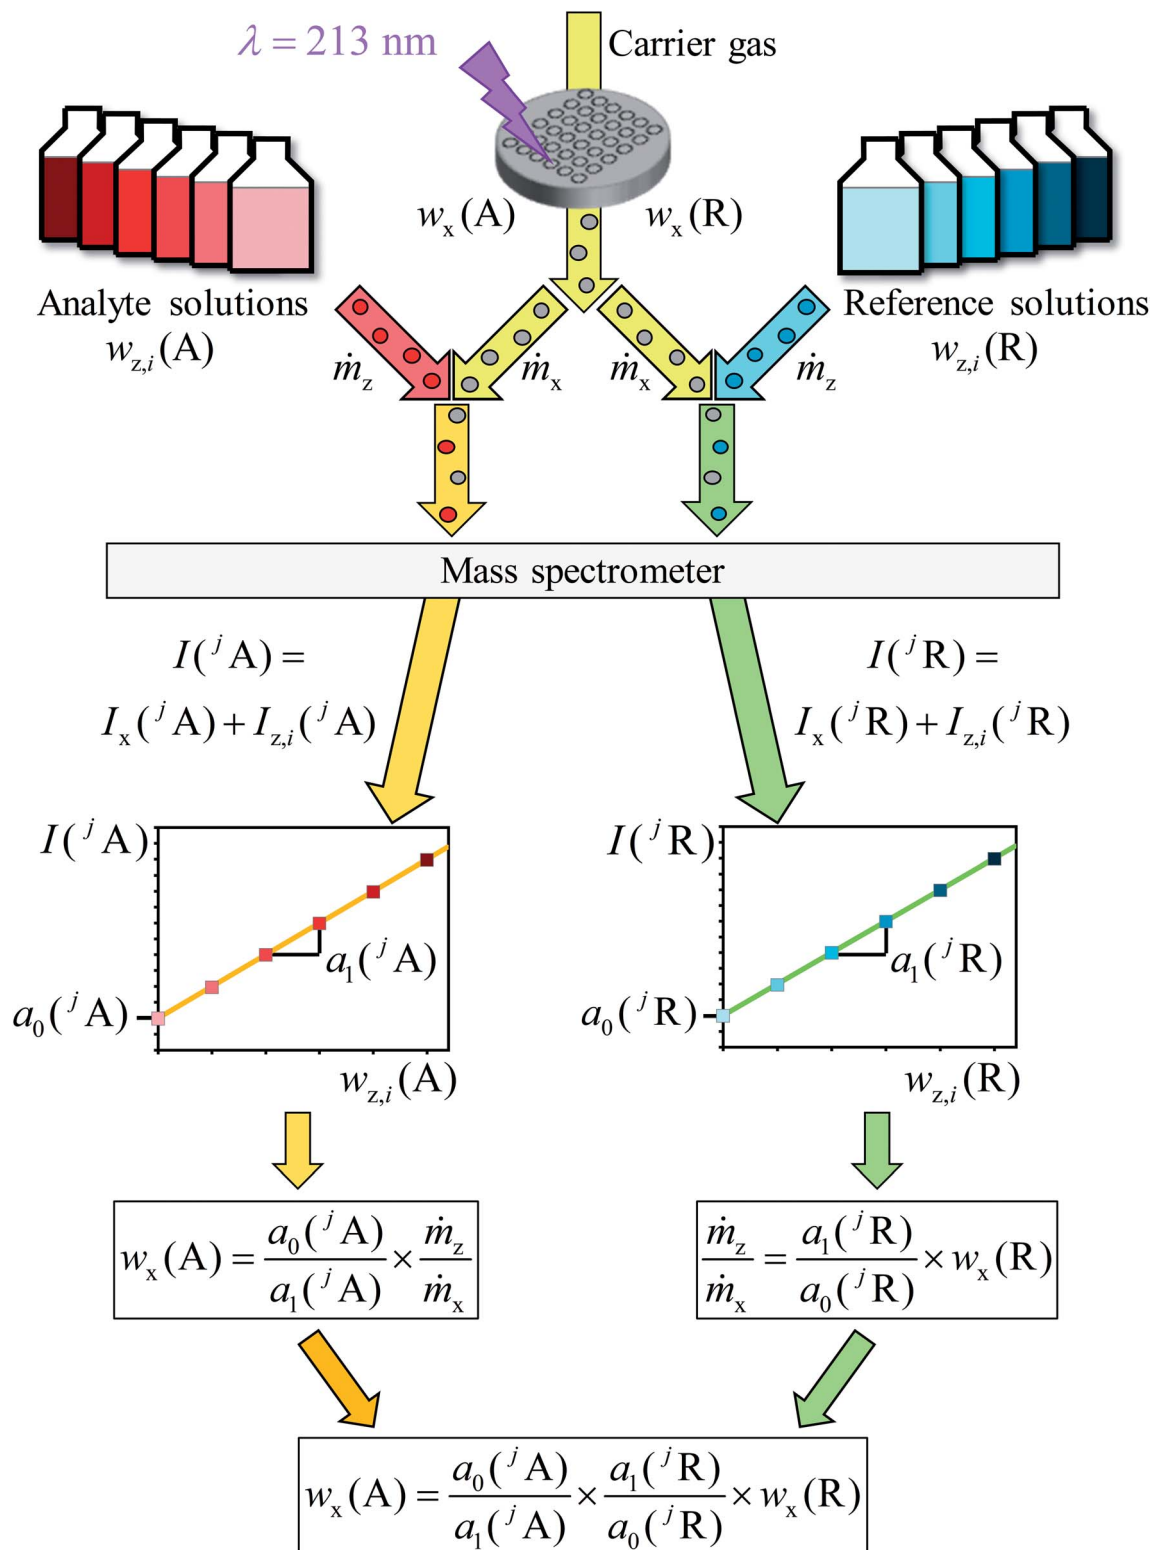 λ = 213 nm
Carrier gas
w_x(A)
w_x(R)
Analyte solutions
w_z,i(A)
Reference solutions
w_z,i(R)
ṁ_z
ṁ_x
ṁ_x
ṁ_z
Mass spectrometer
I(^jA) =
I_x(^jA) + I_z,i(^jA)
I(^jR) =
I_x(^jR) + I_z,i(^jR)
I(^jA)
a_1(^jA)
a_0(^jA)
w_z,i(A)
I(^jR)
a_1(^jR)
a_0(^jR)
w_z,i(R)
w_x(A) = a_0(^jA) / a_1(^jA) × ṁ_z / ṁ_x
ṁ_z / ṁ_x = a_1(^jR) / a_0(^jR) × w_x(R)
w_x(A) = a_0(^jA) / a_1(^jA) × a_1(^jR) / a_0(^jR) × w_x(R)